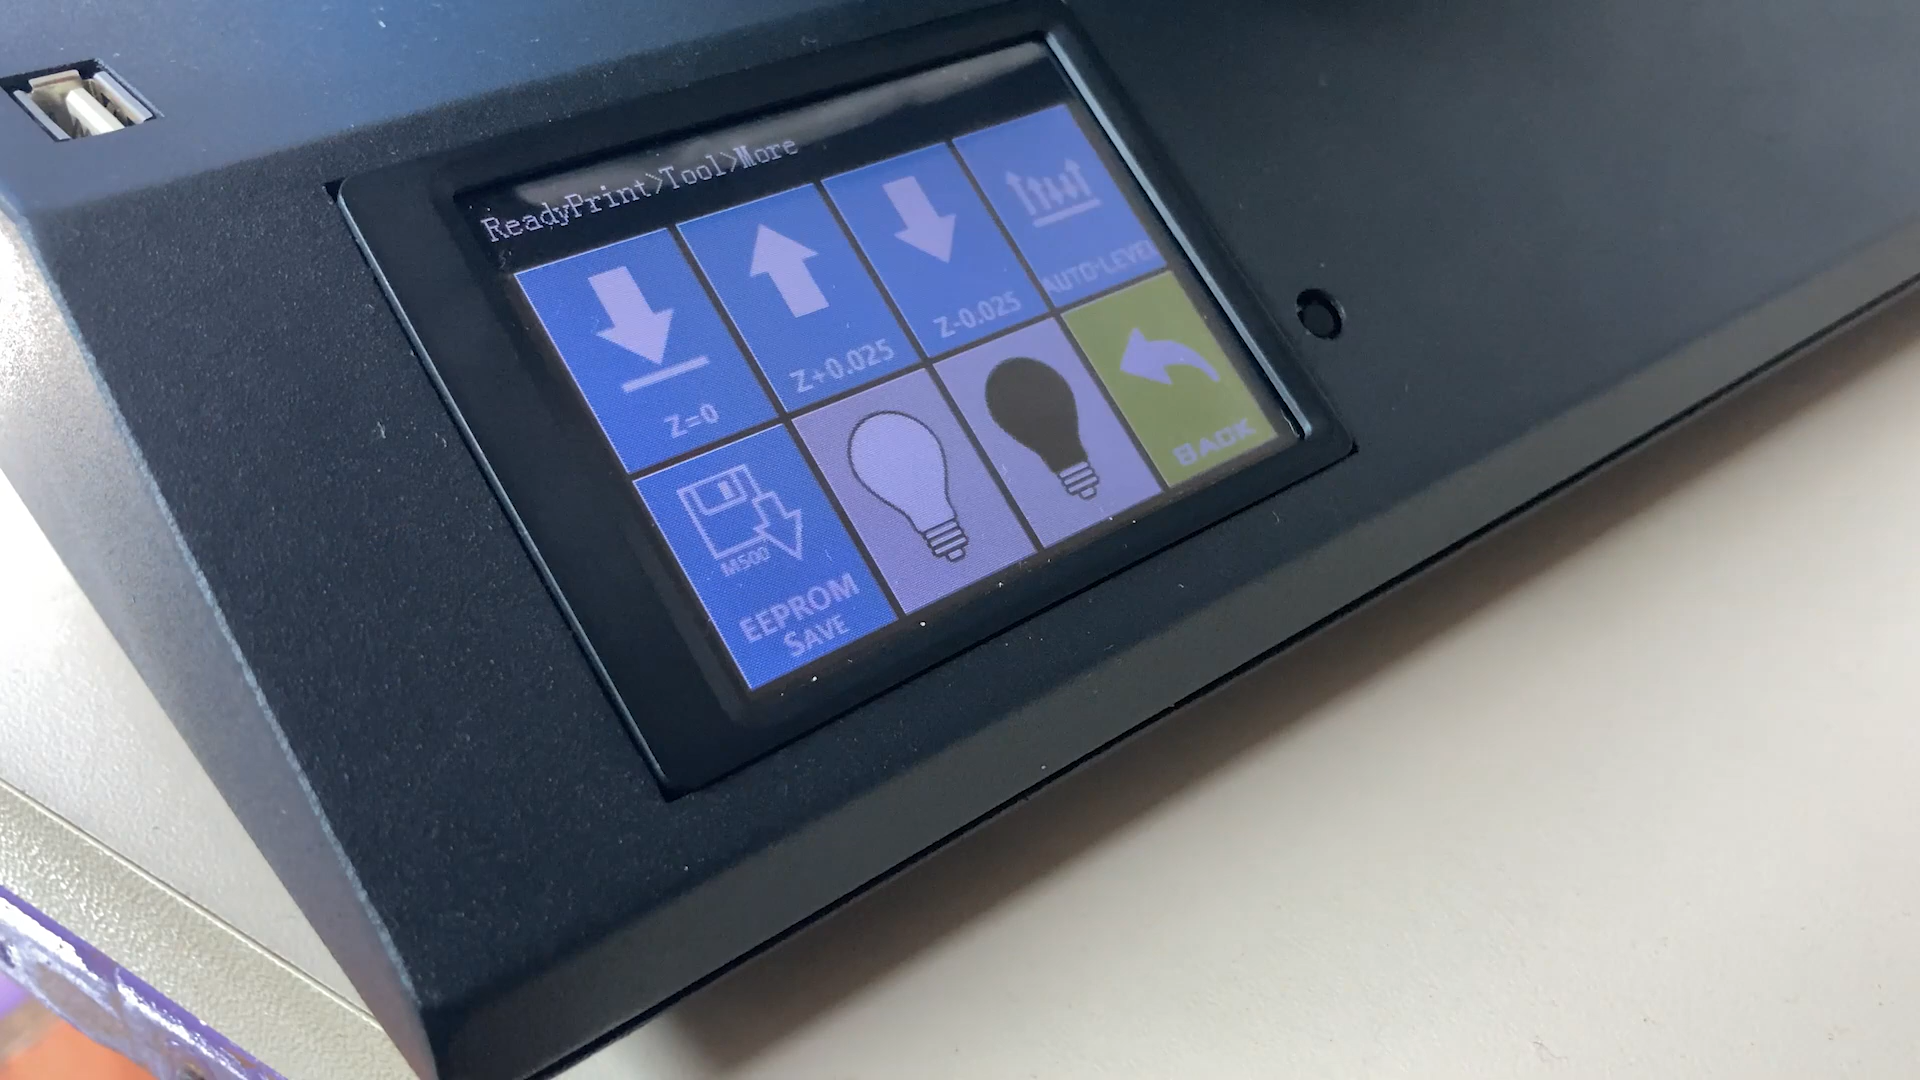 ReadyPrint>Tool>More
Z=0
Z+0.025
Z-0.025
AUTO-LEVEL
M500
EEPROM
SAVE
BACK